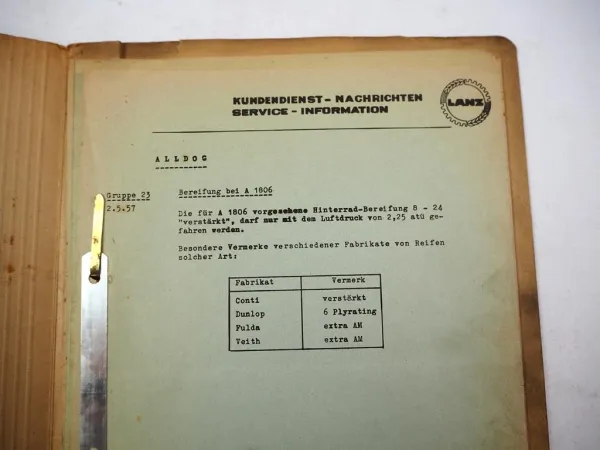 KUNDENDIENST - NACHRICHTEN
SERVICE - INFORMATION
LANZ
ALLDOG
Gruppe 23
2.5.57
Bereifung bei A 1806
Die für A 1806 vorgesehene Hinterrad-Bereifung 8 - 24
"verstärkt", darf nur mit dem Luftdruck von 2,25 atü ge-
fahren werden.
Besondere Vermerke verschiedener Fabrikate von Reifen
solcher Art:
Fabrikat Vermerk
Conti verstärkt
Dunlop 6 Plyrating
Fulda extra AM
Veith extra AM